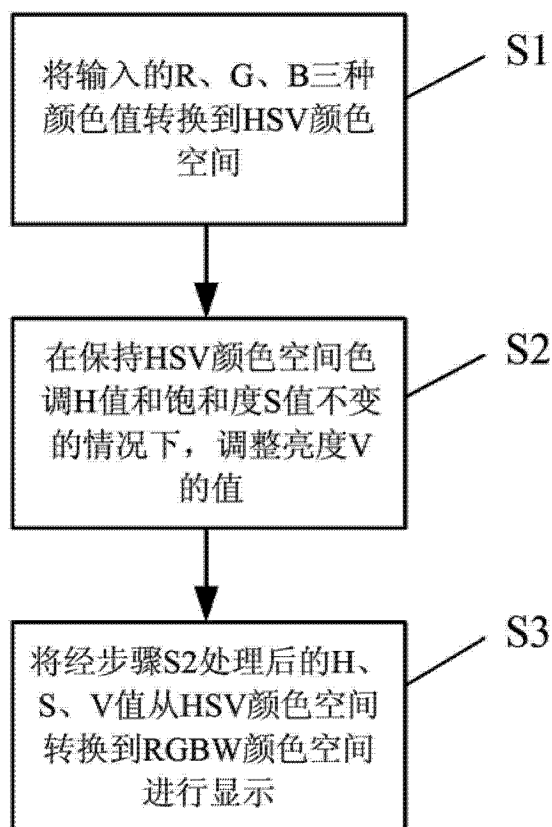 将输入的R、G、B三种
颜色值转换到HSV颜色
空间
S1
在保持HSV颜色空间色
调H值和饱和度S值不变
的情况下，调整亮度V
的值
S2
将经步骤S2处理后的H、
S、V值从HSV颜色空间
转换到RGBW颜色空间
进行显示
S3